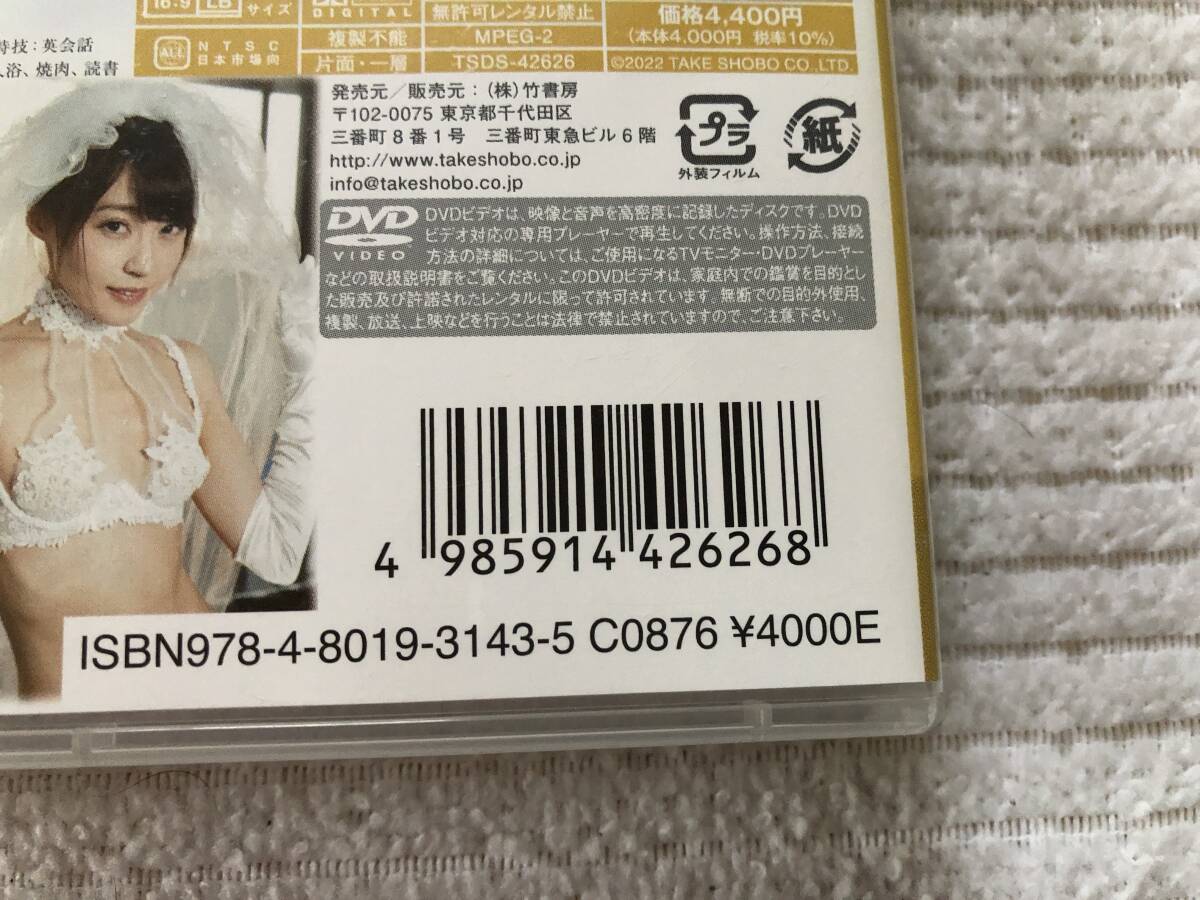 16:9 LB サイズ
DIGITAL
無許可レンタル禁止
価格4,400円
(本体4,000円 税率10%)
特技：英会話
入浴、焼肉、読書
ALL NTSC
日本市場向
複製不能
MPEG-2
片面・一層
TSDS-42626
©2022 TAKE SHOBO CO.,LTD.
発売元／販売元：(株)竹書房
〒102-0075 東京都千代田区
三番町8番1号 三番町東急ビル6階
http://www.takeshobo.co.jp
info@takeshobo.co.jp
プラ
外装フィルム
紙
DVD
VIDEO
DVDビデオは、映像と音声を高密度に記録したディスクです。DVD
ビデオ対応の専用プレーヤーで再生してください。操作方法、接続
方法の詳細については、ご使用になるTVモニター・DVDプレーヤー
などの取扱説明書をご覧ください。このDVDビデオは、家庭内での鑑賞を目的とし
た販売及び許諾されたレンタルに限って許可されています。無断での目的外使用、
複製、放送、上映などを行うことは法律で禁止されていますので、ご注意下さい。
4 985914 426268
ISBN978-4-8019-3143-5 C0876 ¥4000E